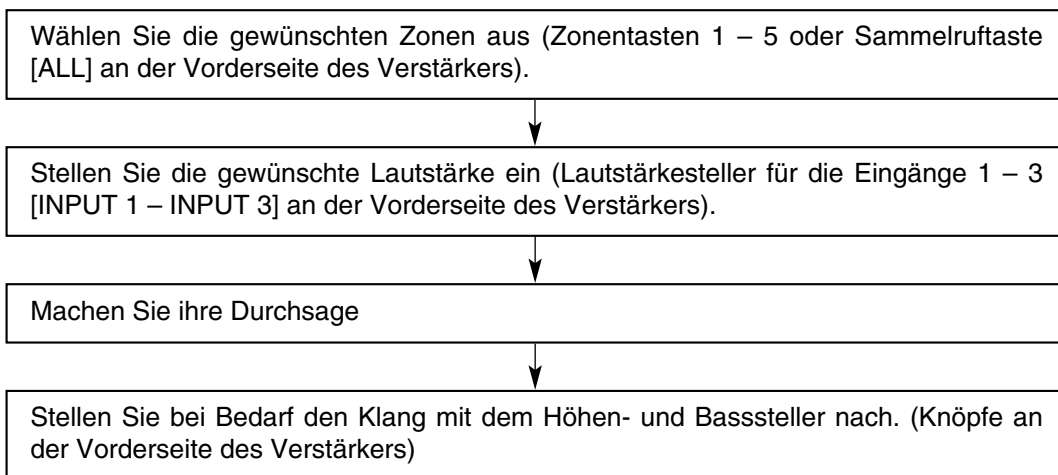 Wählen Sie die gewünschten Zonen aus (Zonentasten 1 – 5 oder Sammelruftaste
[ALL] an der Vorderseite des Verstärkers).
Stellen Sie die gewünschte Lautstärke ein (Lautstärkesteller für die Eingänge 1 – 3
[INPUT 1 – INPUT 3] an der Vorderseite des Verstärkers).
Machen Sie ihre Durchsage
Stellen Sie bei Bedarf den Klang mit dem Höhen- und Basssteller nach. (Knöpfe an
der Vorderseite des Verstärkers)